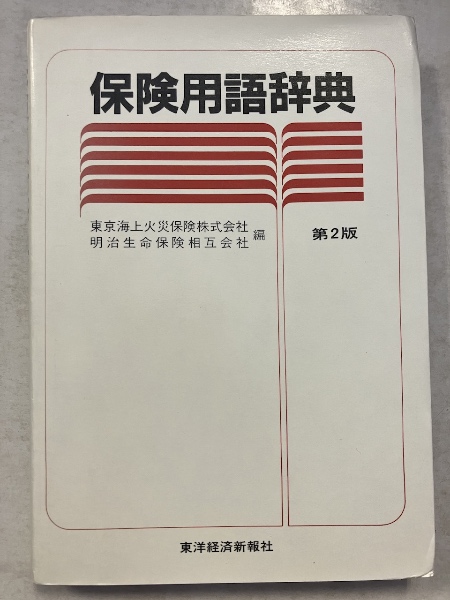 保険用語辞典
東京海上火災保険株式会社
明治生命保険相互会社
編
第2版
東洋経済新報社